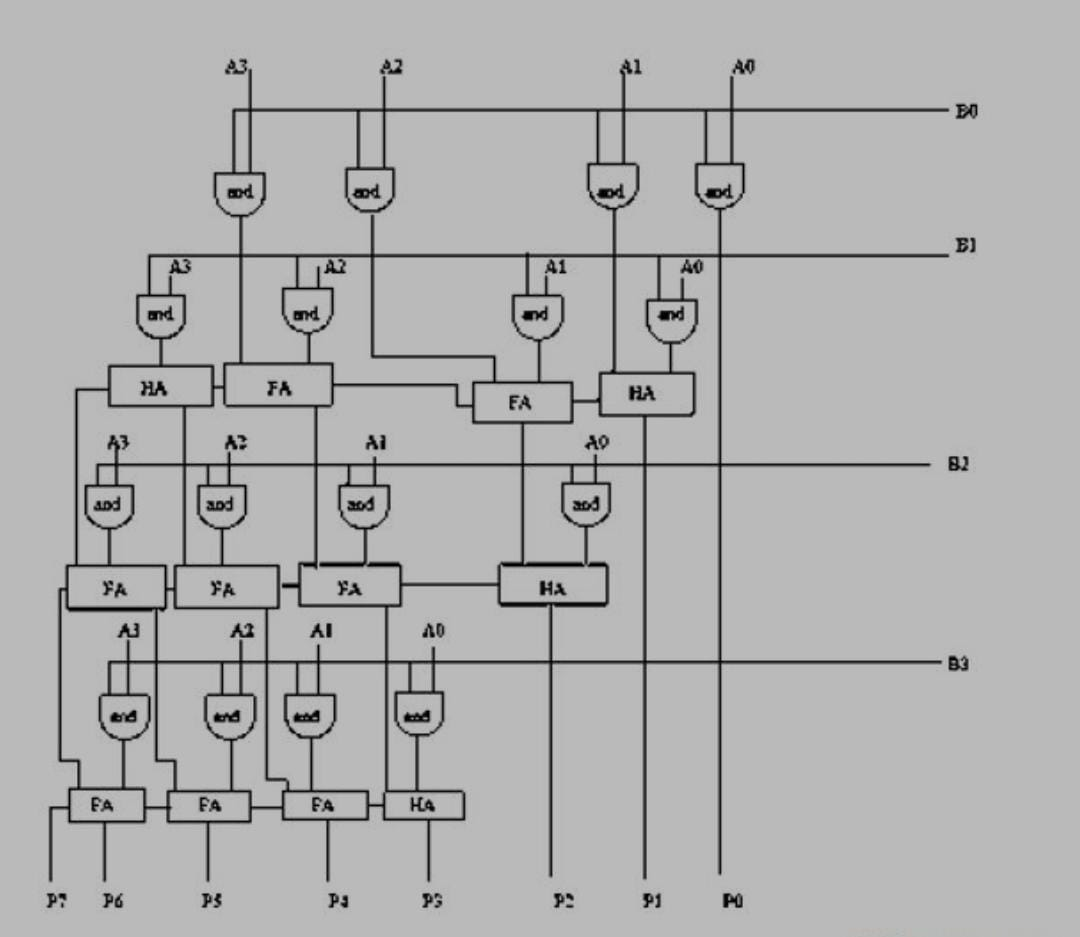 A3 A2 A1 A0
B0
and and and and
B1
A3 A2 A1 A0
and and and and
HA FA FA HA
A3 A2 A1 A0
B2
and and and and
FA FA FA HA
A3 A2 A1 A0
B3
and and and and
FA FA FA HA
P7 P6 P5 P4 P3 P2 P1 P0